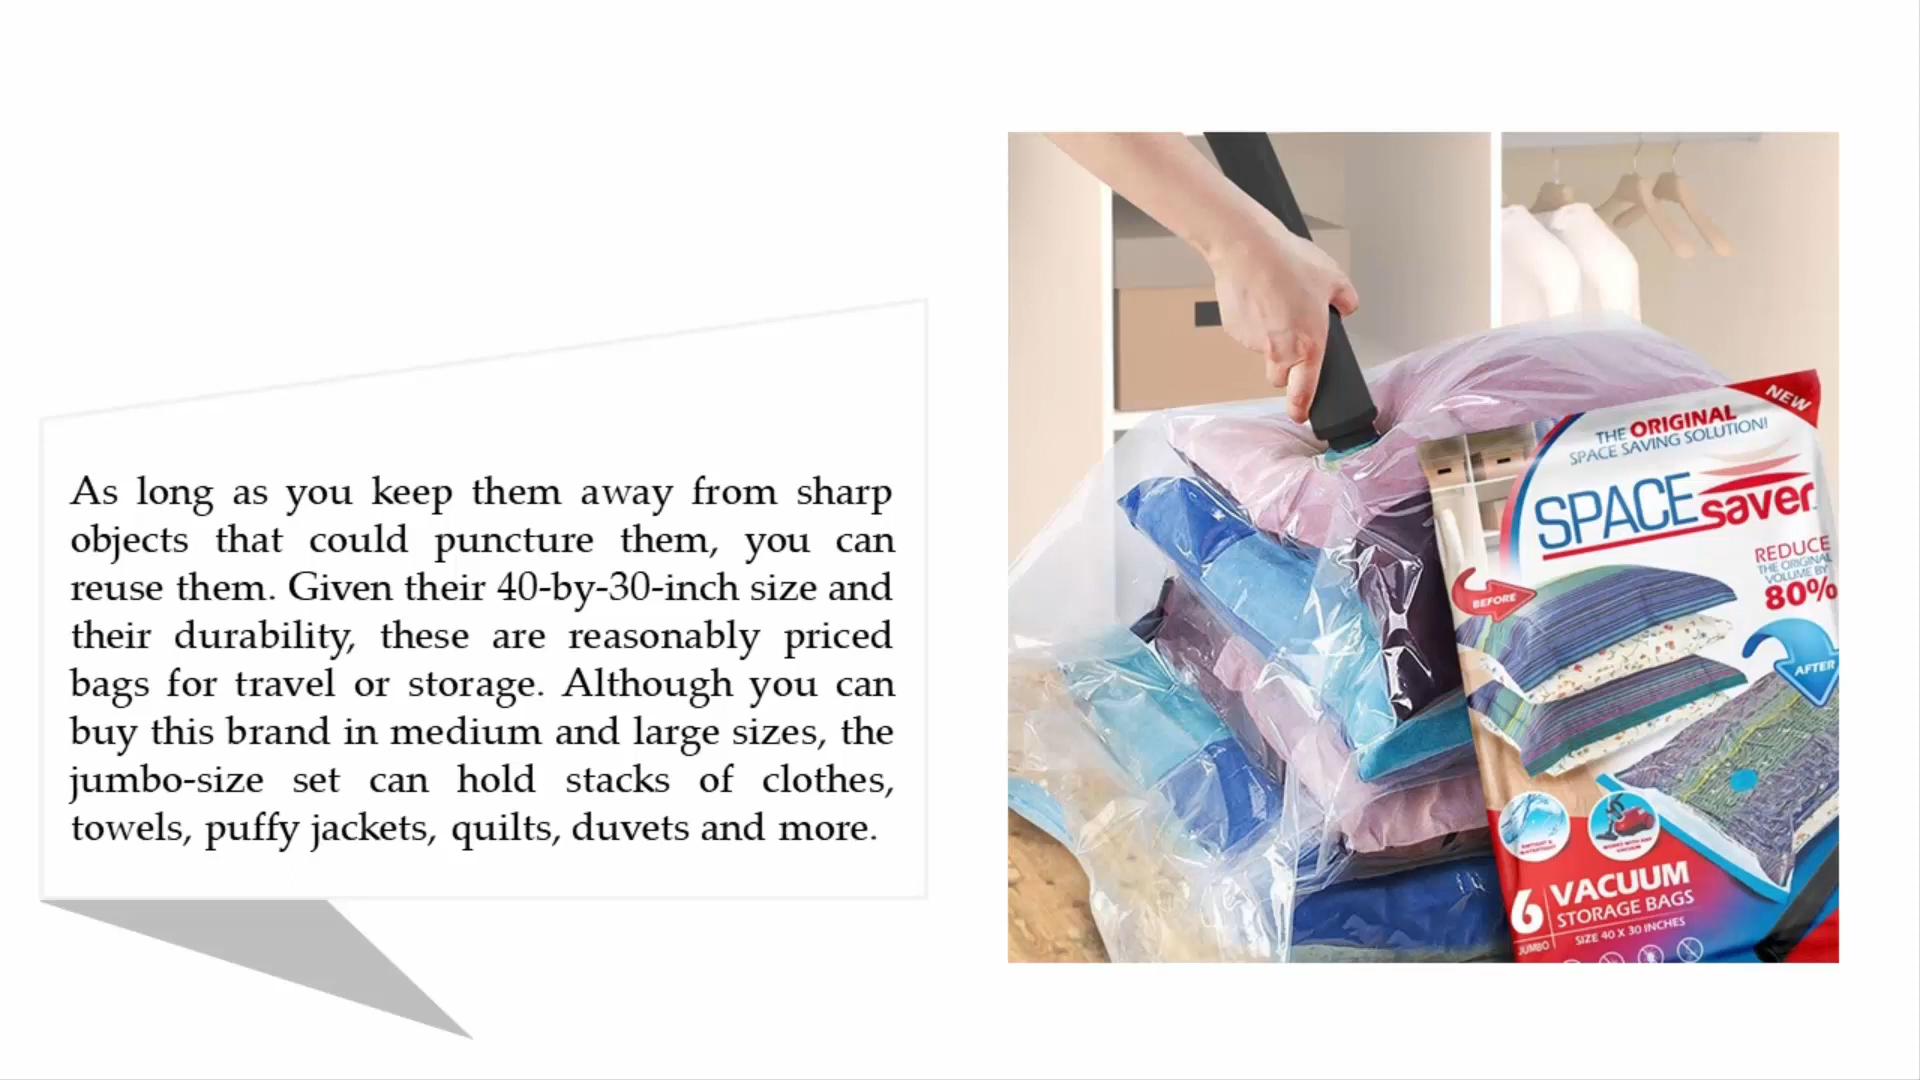 As long as you keep them away from sharp
objects that could puncture them, you can
reuse them. Given their 40-by-30-inch size and
their durability, these are reasonably priced
bags for travel or storage. Although you can
buy this brand in medium and large sizes, the
jumbo-size set can hold stacks of clothes,
towels, puffy jackets, quilts, duvets and more.
NEW
THE ORIGINAL
SPACE SAVING SOLUTION!
SPACE saver
REDUCE
THE ORIGINAL
VOLUME BY
80%
BEFORE
AFTER
6 JUMBO
VACUUM
STORAGE BAGS
SIZE 40 X 30 INCHES